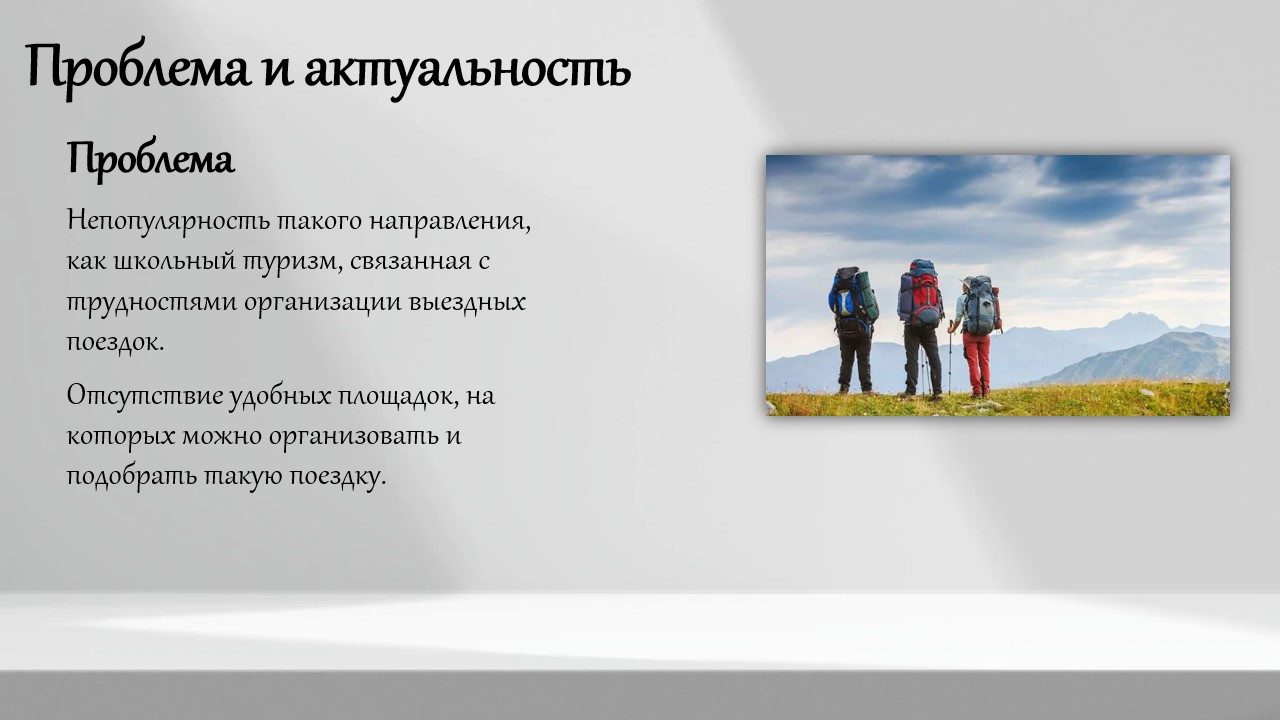 Проблема и актуальность
Проблема
Непопулярность такого направления,
как школьный туризм, связанная с
трудностями организации выездных
поездок.
Отсутствие удобных площадок, на
которых можно организовать и
подобрать такую поездку.